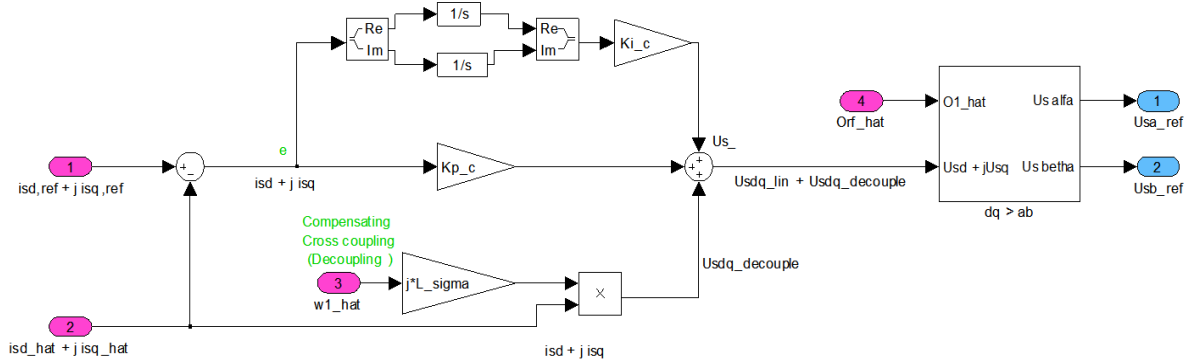 1/s
Re
Im
1/s
Re
Im
Ki_c
4
Orf_hat
O1_hat
Us alfa
1
Usa_ref
Us_
e
1
isd,ref + j isq,ref
+
-
isd + j isq
Kp_c
+
+
+
Usdq_lin + Usdq_decouple
Usd + jUsq
Us betha
2
Usb_ref
dq > ab
Compensating
Cross coupling
(Decoupling )
3
w1_hat
j*L_sigma
X
Usdq_decouple
2
isd_hat + j isq_hat
isd + j isq